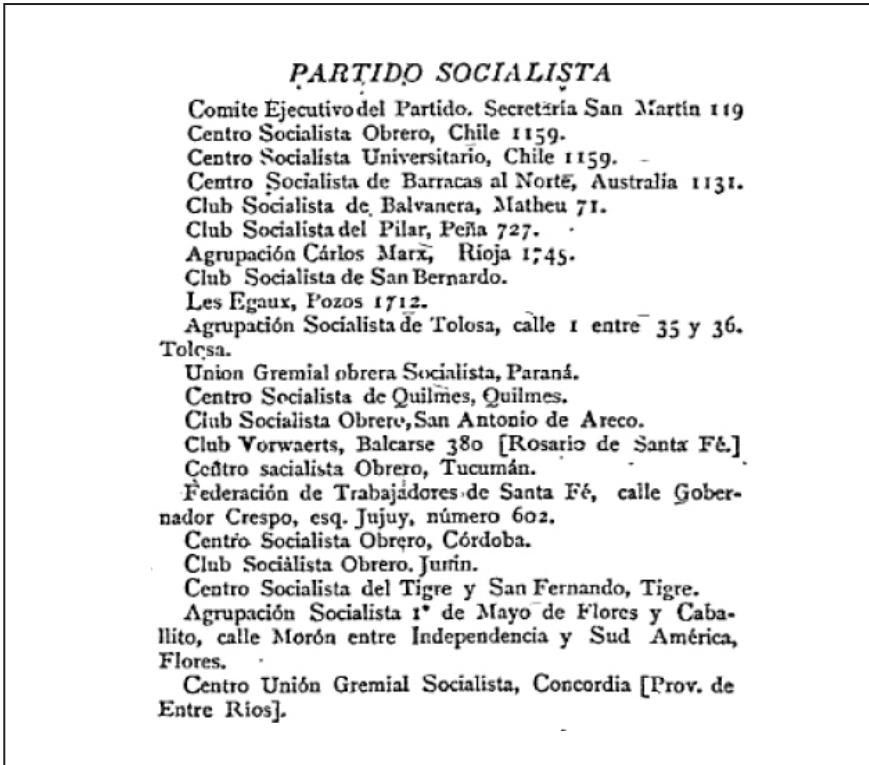 PARTIDO SOCIALISTA
Comite Ejecutivo del Partido. Secretaría San Martín 119
Centro Socialista Obrero, Chile 1159.
Centro Socialista Universitario, Chile 1159.
Centro Socialista de Barracas al Norte, Australia 1131.
Club Socialista de Balvanera, Matheu 71.
Club Socialista del Pilar, Peña 727.
Agrupación Cárlos Marx, Rioja 1745.
Club Socialista de San Bernardo.
Les Egaux, Pozos 1712.
Agrupación Socialista de Tolosa, calle 1 entre 35 y 36.
Tolosa.
Union Gremial obrera Socialista, Paraná.
Centro Socialista de Quilmes, Quilmes.
Club Socialista Obrero, San Antonio de Areco.
Club Vorwaerts, Balcarse 380 [Rosario de Santa Fé.]
Centro sacialista Obrero, Tucumán.
Federación de Trabajadores de Santa Fé, calle Gober-
nador Crespo, esq. Jujuy, número 602.
Centro Socialista Obrero, Córdoba.
Club Socialista Obrero. Junin.
Centro Socialista del Tigre y San Fernando, Tigre.
Agrupación Socialista 1° de Mayo de Flores y Caba-
llito, calle Morón entre Independencia y Sud América,
Flores.
Centro Unión Gremial Socialista, Concordia [Prov. de
Entre Rios].